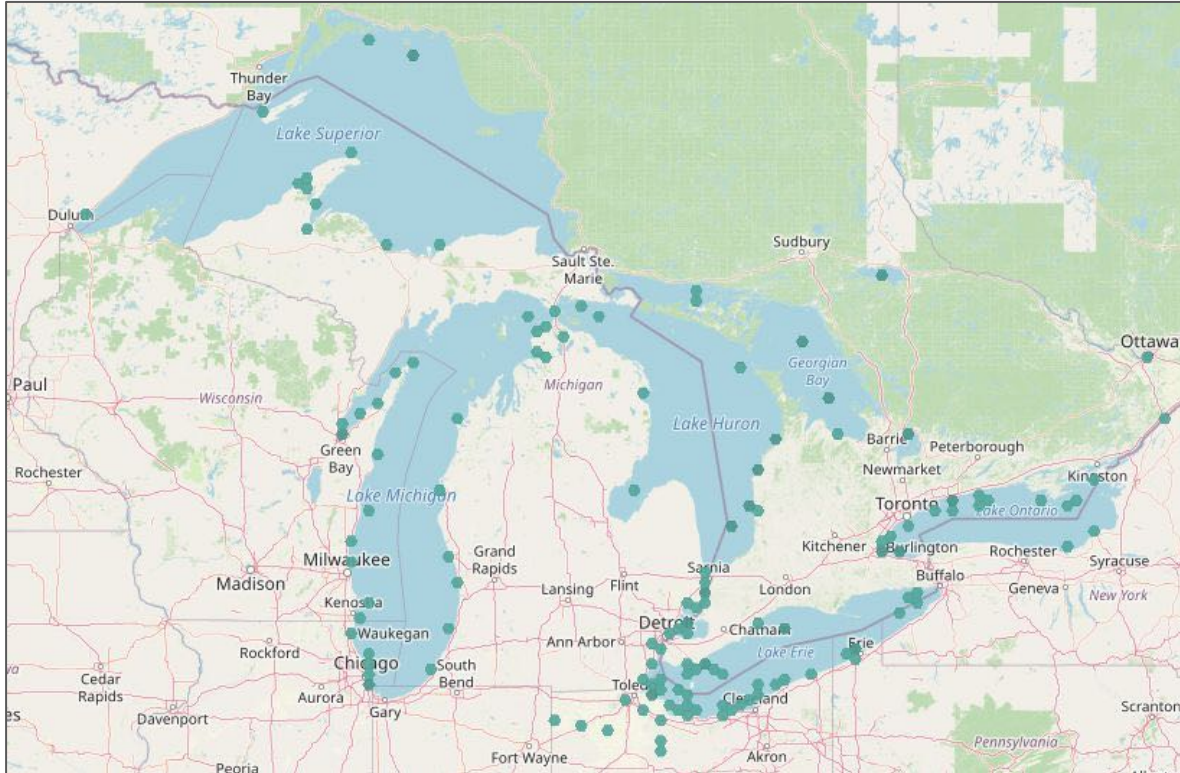 Thunder
Bay
Lake Superior
Duluth
Sault Ste.
Marie
Sudbury
Ottawa
Paul
Wisconsin
Michigan
Georgian
Bay
Green
Bay
Lake Huron
Barrie
Peterborough
Rochester
Newmarket
Kingston
Lake Michigan
Toronto
Lake Ontario
Kitchener
Burlington
Rochester
Milwaukee
Grand
Rapids
Sarnia
Syracuse
Madison
Lansing
Flint
London
Buffalo
Geneva
New York
Kenosha
Waukegan
Detroit
Chatham
Ann Arbor
Erie
Rockford
Lake Erie
Chicago
South
Bend
Cedar
Rapids
Aurora
Toledo
Cleveland
Gary
Scranton
es
Davenport
Pennsylvania
Fort Wayne
Akron
Peoria